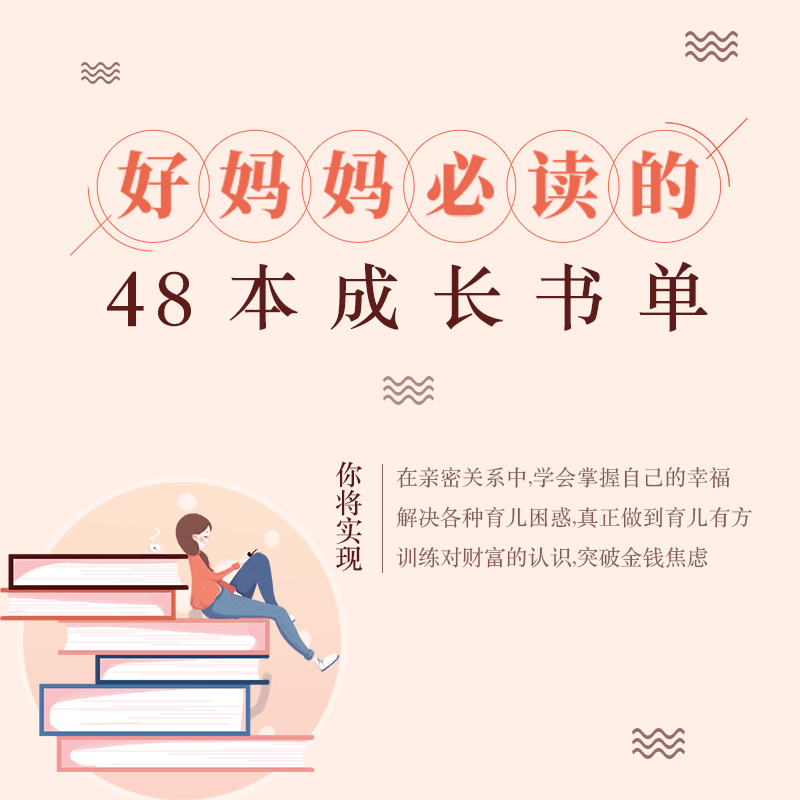 好妈妈必读的
48本成长书单
你将实现
在亲密关系中,学会掌握自己的幸福
解决各种育儿困惑,真正做到育儿有方
训练对财富的认识,突破金钱焦虑